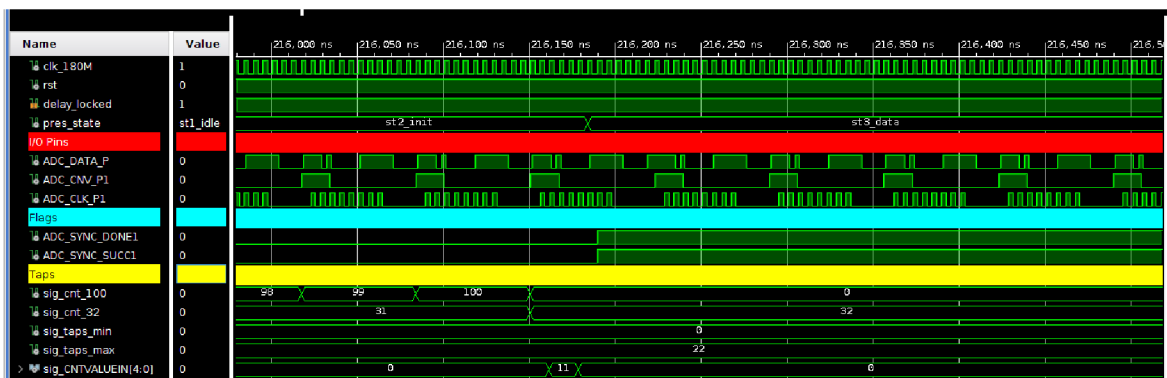 Name Value 216,000 ns 216,050 ns 216,100 ns 216,150 ns 216,200 ns 216,250 ns 216,300 ns 216,350 ns 216,400 ns 216,450 ns 216,5
clk_180M 1
rst 0
delay_locked 1
pres_state st1_idle st2_init st3_data
I/O Pins
ADC_DATA_P 0
ADC_CNV_P1 0
ADC_CLK_P1 0
Flags
ADC_SYNC_DONE1 0
ADC_SYNC_SUCC1 0
Taps
sig_cnt_100 0 98 99 100 0
sig_cnt_32 0 31 32
sig_taps_min 0 0
sig_taps_max 0 22
> sig_CNTVALUEIN[4:0] 0 0 11 0